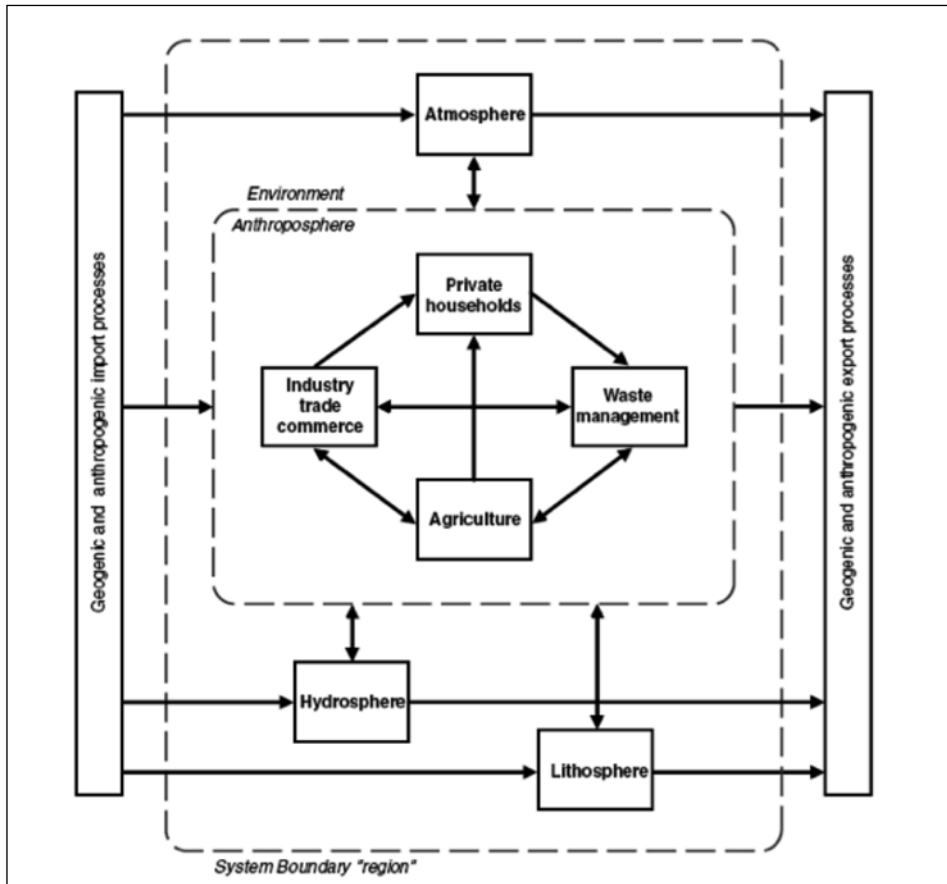 Atmosphere
Environment
Anthroposphere
Geogenic and anthropogenic import processes
Private
households
Industry
trade
commerce
Waste
management
Agriculture
Geogenic and anthropogenic export processes
Hydrosphere
Lithosphere
System Boundary "region"